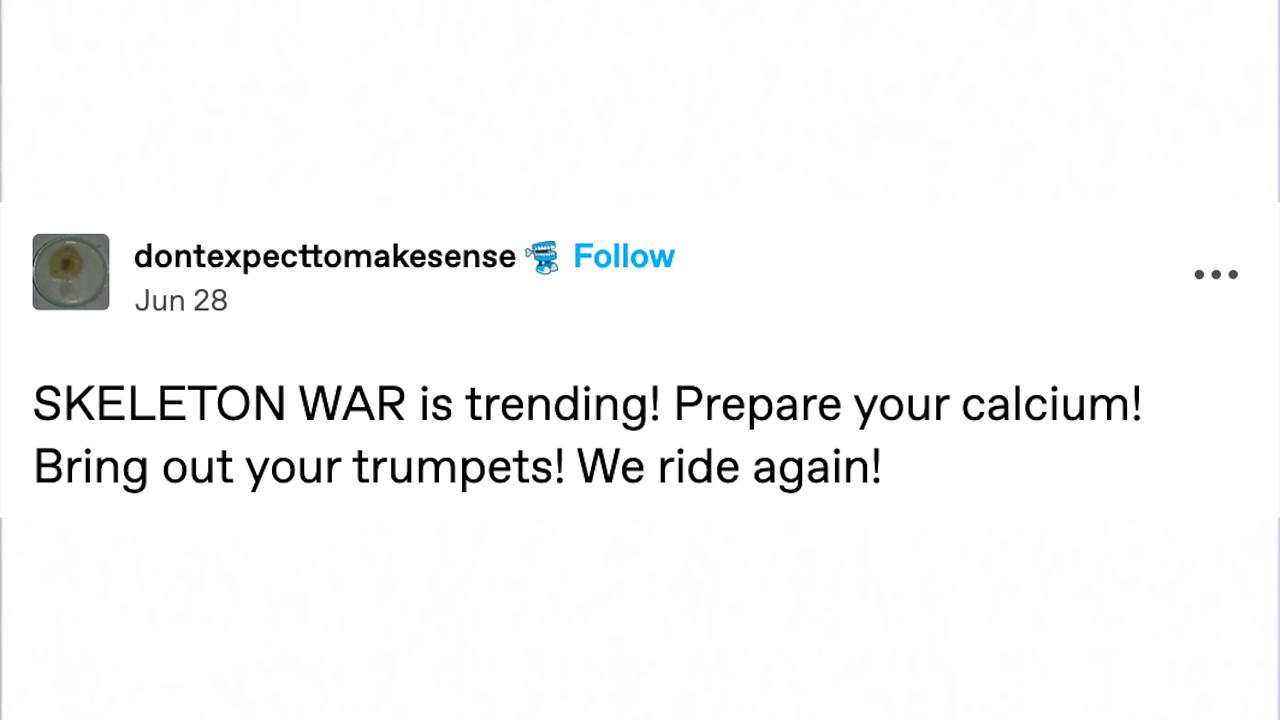 dontexpecttomakesense Follow
Jun 28
SKELETON WAR is trending! Prepare your calcium!
Bring out your trumpets! We ride again!